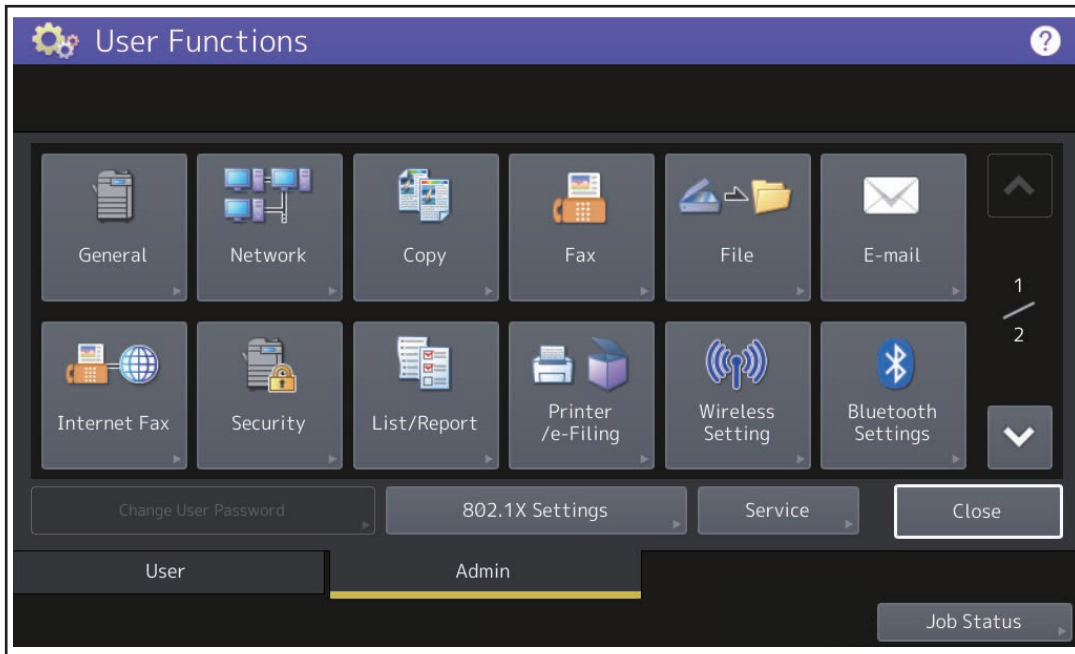 User Functions
?
General
Network
Copy
Fax
File
E-mail
1
2
Internet Fax
Security
List/Report
Printer
/e-Filing
Wireless
Setting
Bluetooth
Settings
Change User Password
802.1X Settings
Service
Close
User
Admin
Job Status